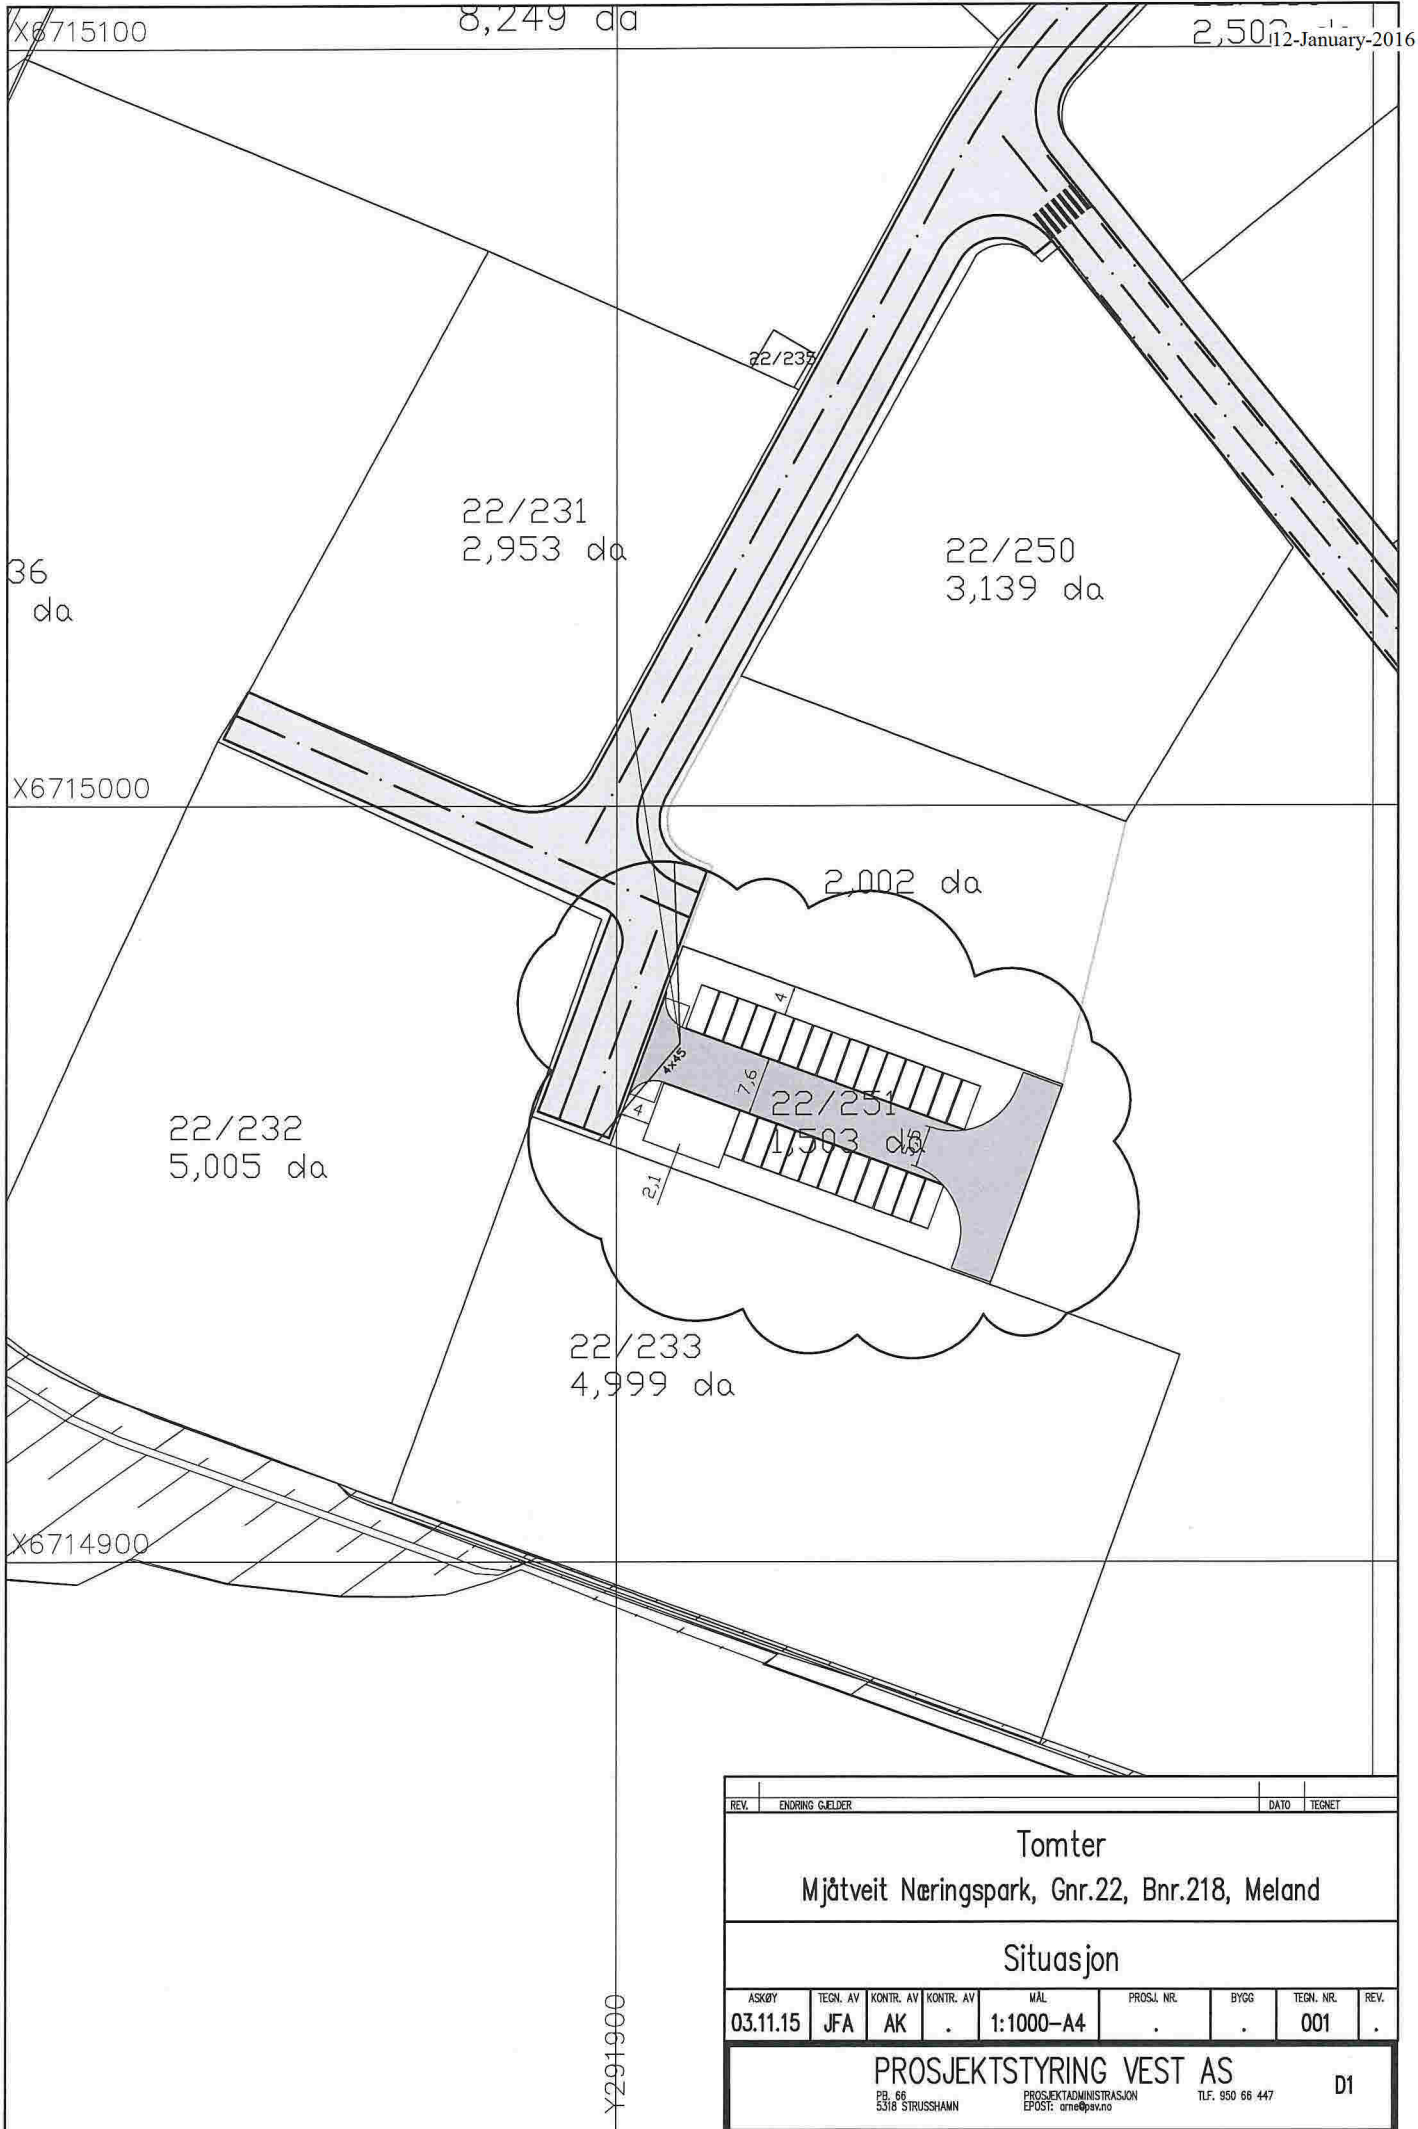 8,249 da
12-January-2016
X6715100
22/235
22/231
2,953 da
22/250
3,139 da
36
da
X6715000
2,002 da
4
4x45
7,6
22/251
1,503 da
4
22/232
5,005 da
2,1
22/233
4,999 da
X6714900
Y291900
REV. ENDRING GJELDER DATO TEGNET
Tomter
Mjåtveit Næringspark, Gnr.22, Bnr.218, Meland
Situasjon
ASKØY TEGN. AV KONTR. AV KONTR. AV MÅL PROSJ. NR. BYGG TEGN. NR. REV.
03.11.15 JFA AK . 1:1000-A4 . . 001 .
PROSJEKTSTYRING VEST AS D1
PB. 66 PROSJEKTADMINISTRASJON TLF. 950 66 447
5318 STRUSSHAMN EPOST: arne@psv.no